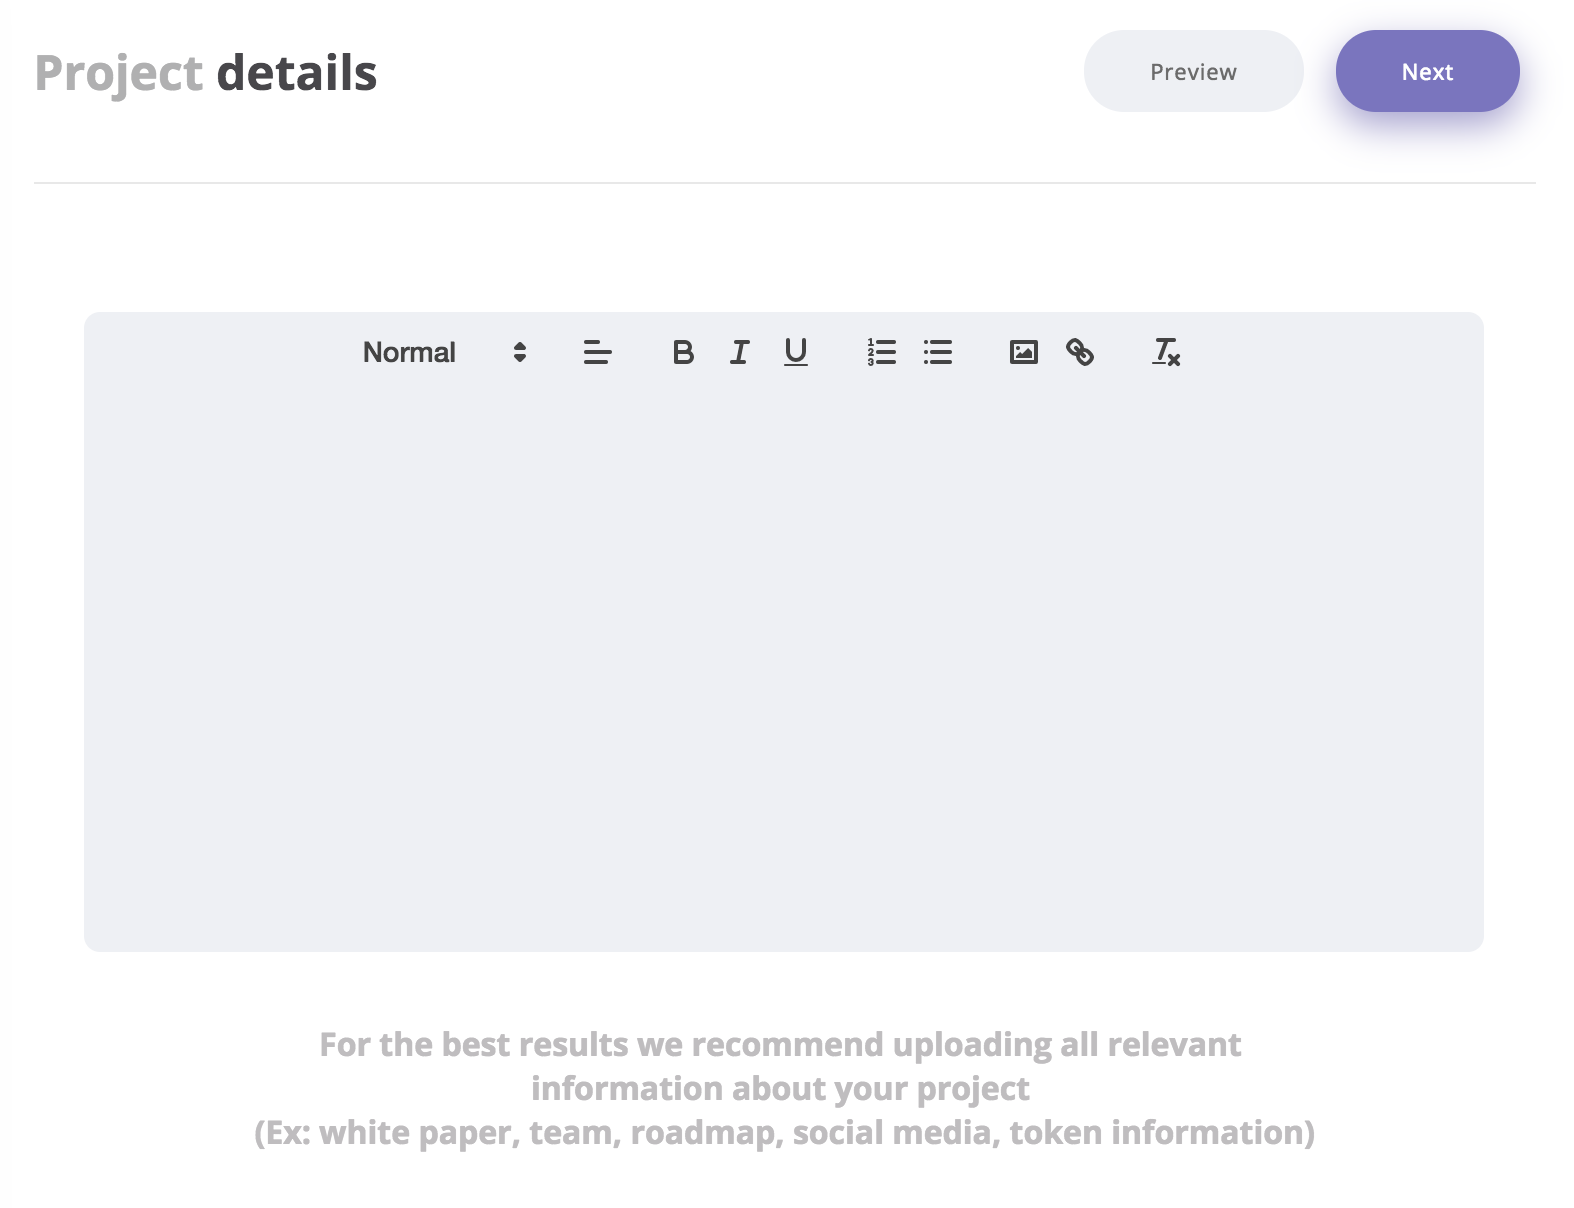 Project details
Preview
Next
Normal
For the best results we recommend uploading all relevant
information about your project
(Ex: white paper, team, roadmap, social media, token information)